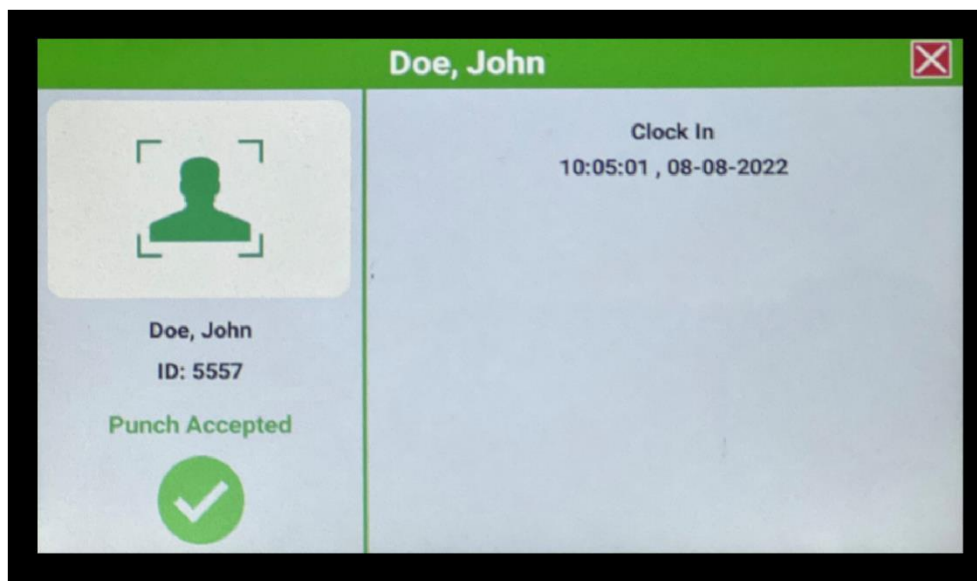 Doe, John
Doe, John
ID: 5557
Punch Accepted
Clock In
10:05:01 , 08-08-2022